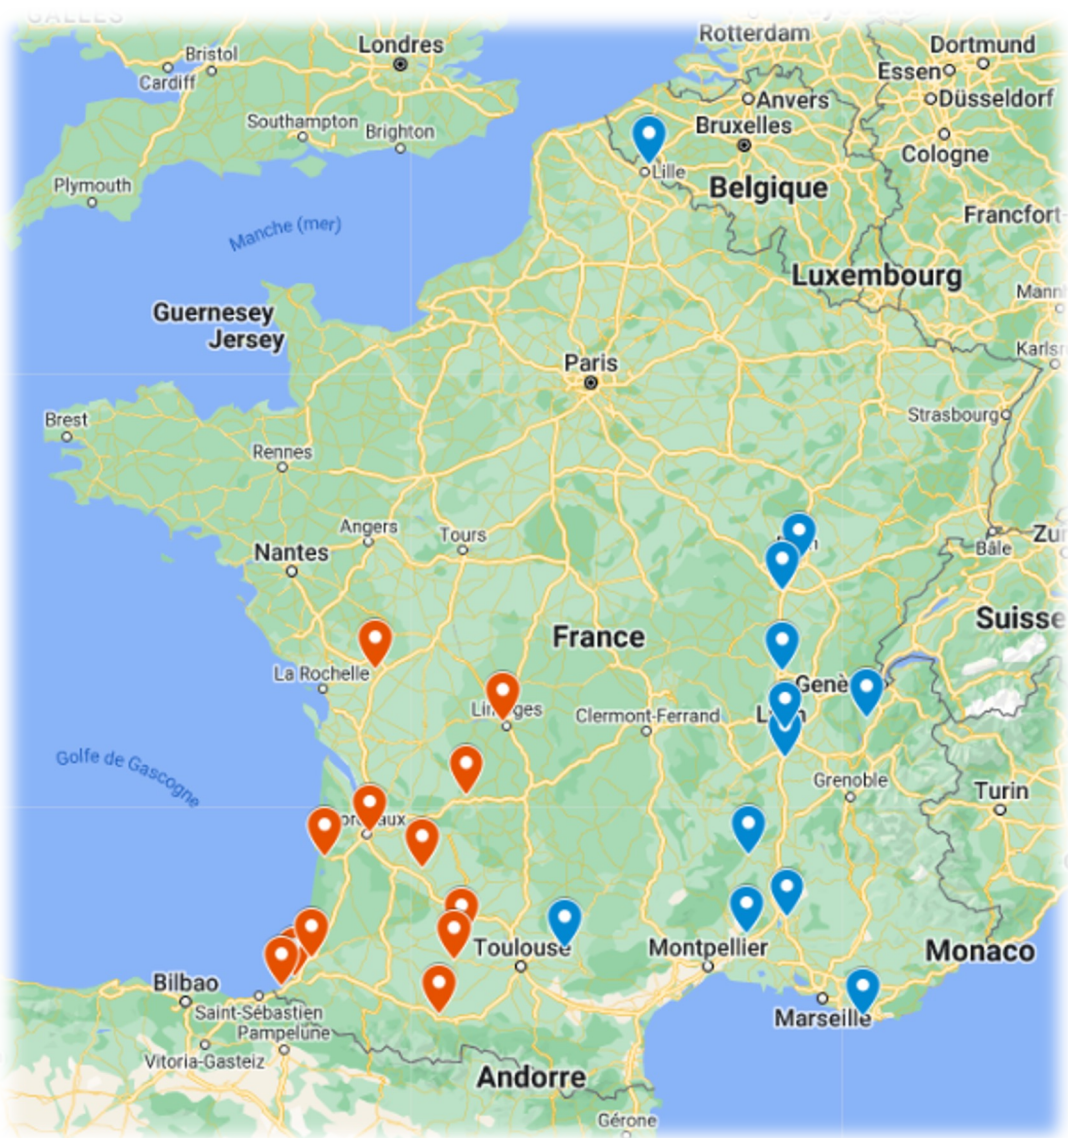 GALLES
Rotterdam
Londres
Dortmund
Bristol
Essen
Cardiff
Anvers
Düsseldorf
Southampton
Bruxelles
Brighton
Cologne
Lille
Plymouth
Belgique
Francfort-
Manche (mer)
Luxembourg
Guernesey
Jersey
Paris
Brest
Strasbourg
Rennes
Angers
Tours
Nantes
Bâle
Suisse
France
La Rochelle
Clermont-Ferrand
Golfe de Gascogne
Grenoble
Turin
Toulouse
Montpellier
Monaco
Bilbao
Marseille
Saint-Sébastien
Pampelune
Vitoria-Gasteiz
Andorre
Gérone